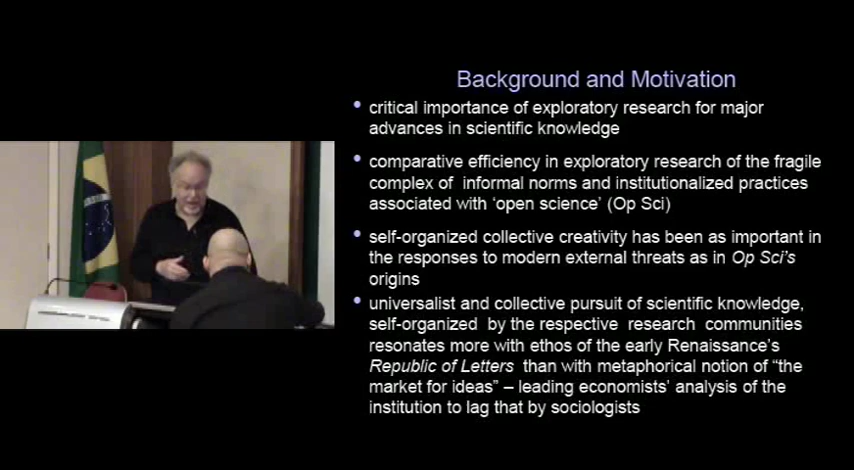 Background and Motivation
• critical importance of exploratory research for major
advances in scientific knowledge
• comparative efficiency in exploratory research of the fragile
complex of informal norms and institutionalized practices
associated with ‘open science’ (Op Sci)
• self-organized collective creativity has been as important in
the responses to modern external threats as in Op Sci’s
origins
• universalist and collective pursuit of scientific knowledge,
self-organized by the respective research communities
resonates more with ethos of the early Renaissance’s
Republic of Letters than with metaphorical notion of “the
market for ideas” – leading economists’ analysis of the
institution to lag that by sociologists